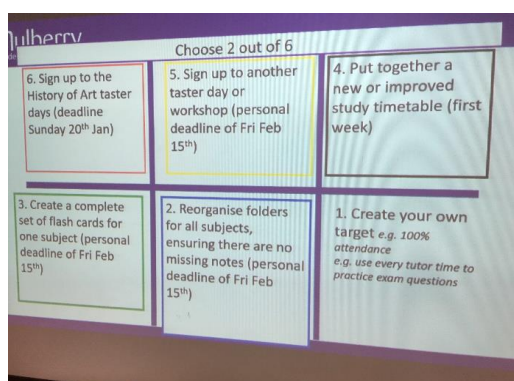 Mulberry
Choose 2 out of 6
6. Sign up to the
History of Art taster
days (deadline
Sunday 20th Jan)
5. Sign up to another
taster day or
workshop (personal
deadline of Fri Feb
15th)
4. Put together a
new or improved
study timetable (first
week)
3. Create a complete
set of flash cards for
one subject (personal
deadline of Fri Feb
15th)
2. Reorganise folders
for all subjects,
ensuring there are no
missing notes (personal
deadline of Fri Feb
15th)
1. Create your own
target e.g. 100%
attendance
e.g. use every tutor time to
practice exam questions